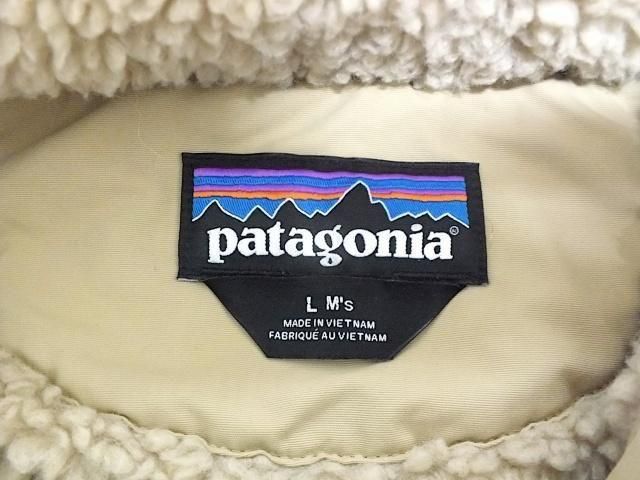 patagonia®
L M's
MADE IN VIETNAM
FABRIQUÉ AU VIETNAM